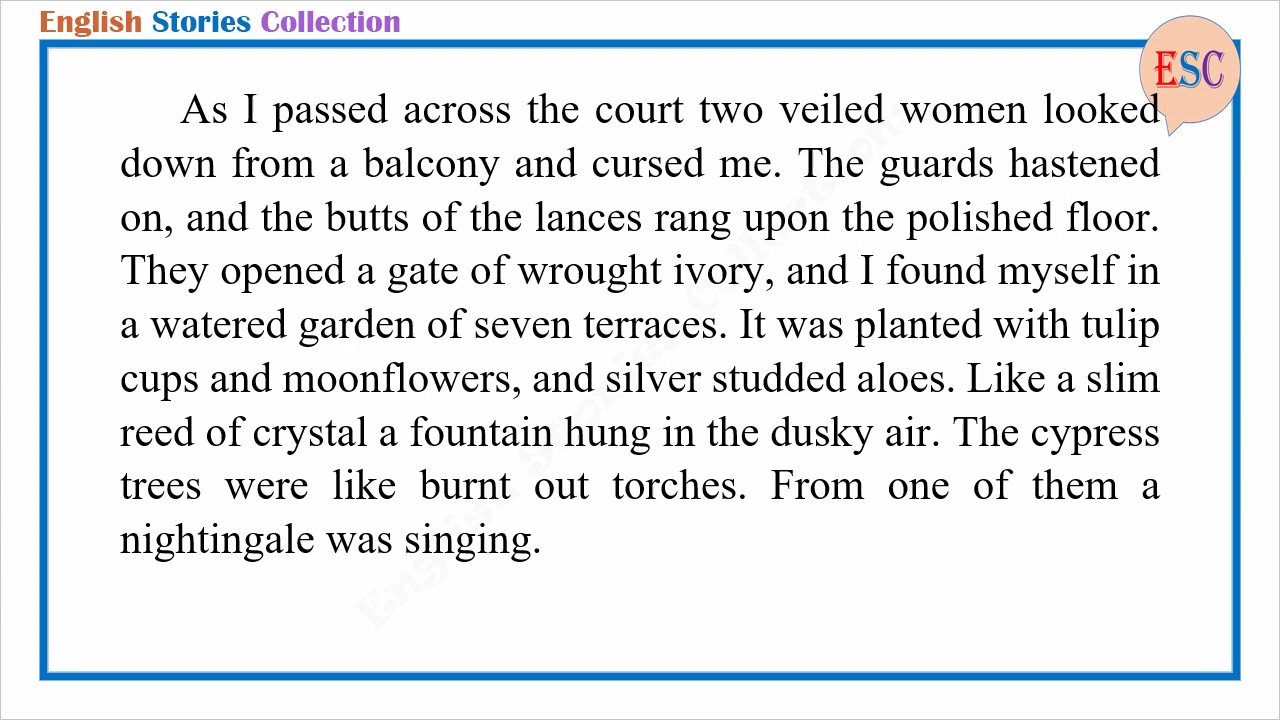 English Stories Collection
ESC
As I passed across the court two veiled women looked
down from a balcony and cursed me. The guards hastened
on, and the butts of the lances rang upon the polished floor.
They opened a gate of wrought ivory, and I found myself in
a watered garden of seven terraces. It was planted with tulip
cups and moonflowers, and silver studded aloes. Like a slim
reed of crystal a fountain hung in the dusky air. The cypress
trees were like burnt out torches. From one of them a
nightingale was singing.
English Stories Collection